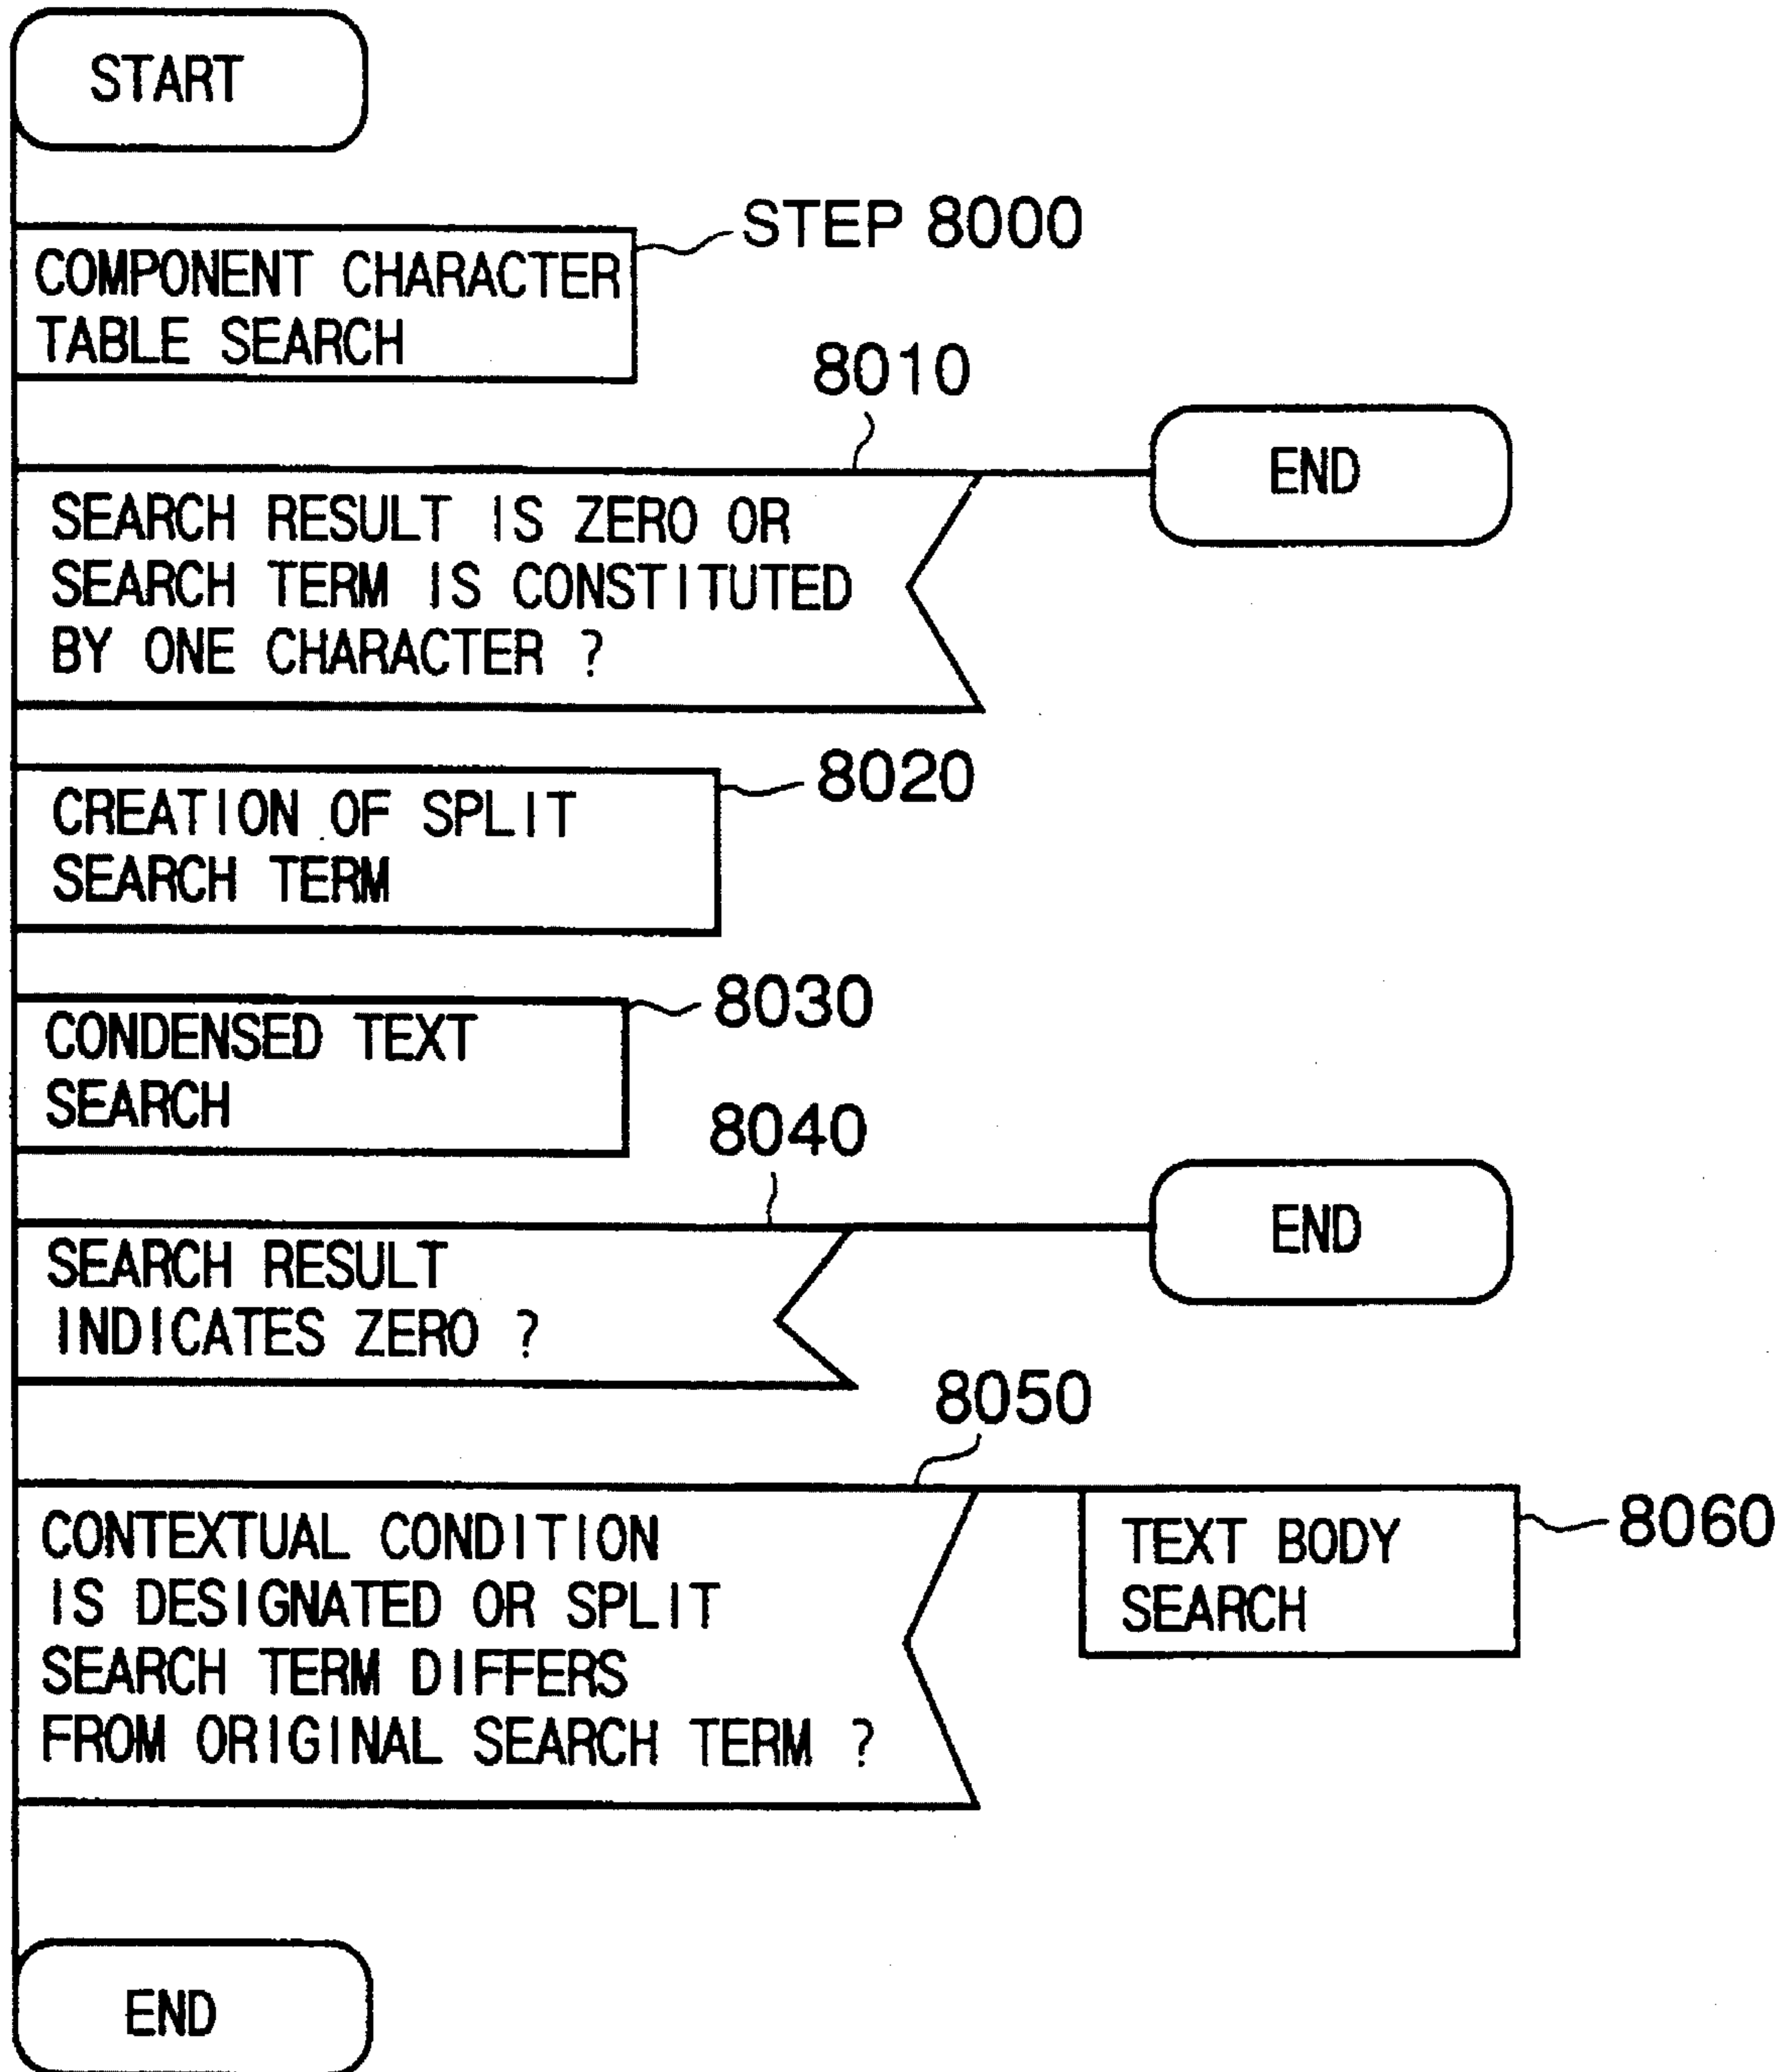 START
STEP 8000
COMPONENT CHARACTER
TABLE SEARCH
8010
END
SEARCH RESULT IS ZERO OR
SEARCH TERM IS CONSTITUTED
BY ONE CHARACTER ?
8020
CREATION OF SPLIT
SEARCH TERM
8030
CONDENSED TEXT
SEARCH
8040
END
SEARCH RESULT
INDICATES ZERO ?
8050
CONTEXTUAL CONDITION
IS DESIGNATED OR SPLIT
SEARCH TERM DIFFERS
FROM ORIGINAL SEARCH TERM ?
TEXT BODY
SEARCH
8060
END